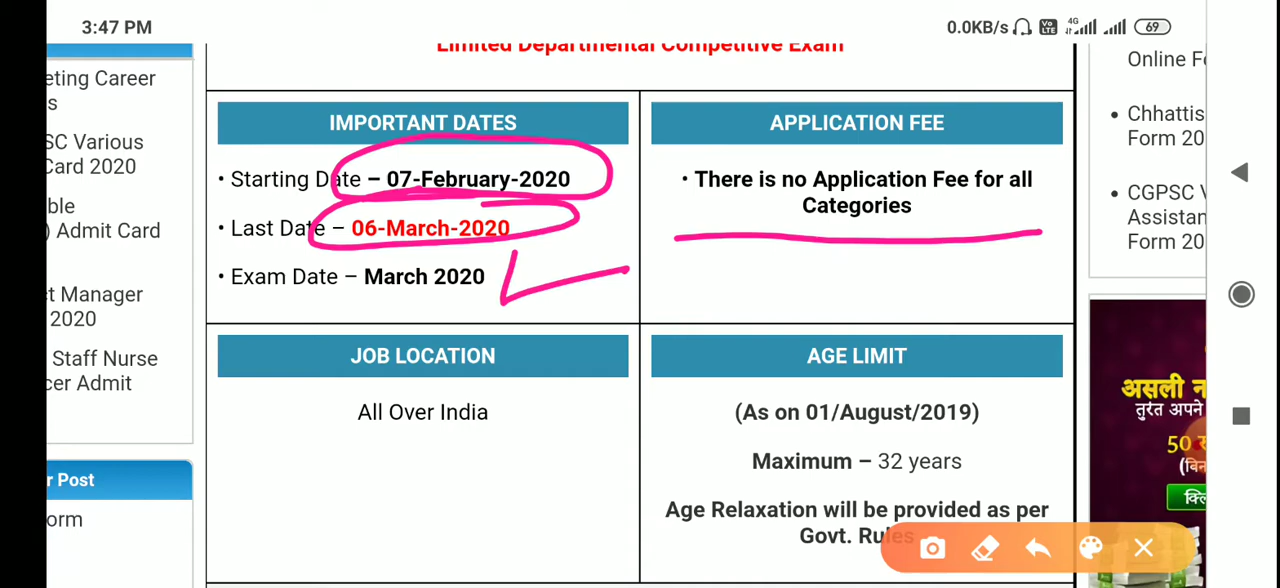 3:47 PM
0.0KB/s
Vo LTE
4G
69
Limited Departmental Competitive Exam
eting Career
s
SC Various
Card 2020
ble
) Admit Card
t Manager
2020
Staff Nurse
cer Admit
r Post
orm
IMPORTANT DATES
• Starting Date – 07-February-2020
• Last Date – 06-March-2020
• Exam Date – March 2020
APPLICATION FEE
• There is no Application Fee for all
Categories
JOB LOCATION
All Over India
AGE LIMIT
(As on 01/August/2019)
Maximum – 32 years
Age Relaxation will be provided as per
Govt. Rules
Online Fo
• Chhattis
Form 20
• CGPSC V
Assistan
Form 20
असली न
तुरंत अपने
50
(बिन
क्लि